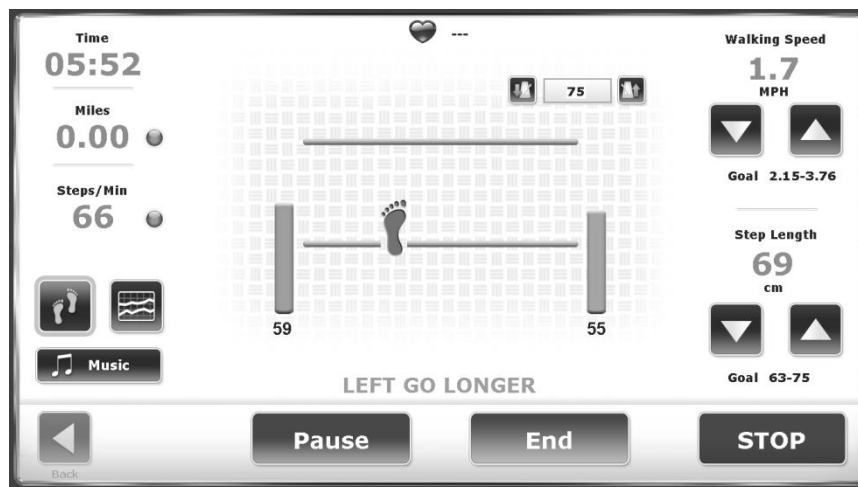 Time
05:52
Miles
0.00
Steps/Min
66
Music
Back
---
75
59
55
LEFT GO LONGER
Pause
End
Walking Speed
1.7
MPH
Goal 2.15-3.76
Step Length
69
cm
Goal 63-75
STOP